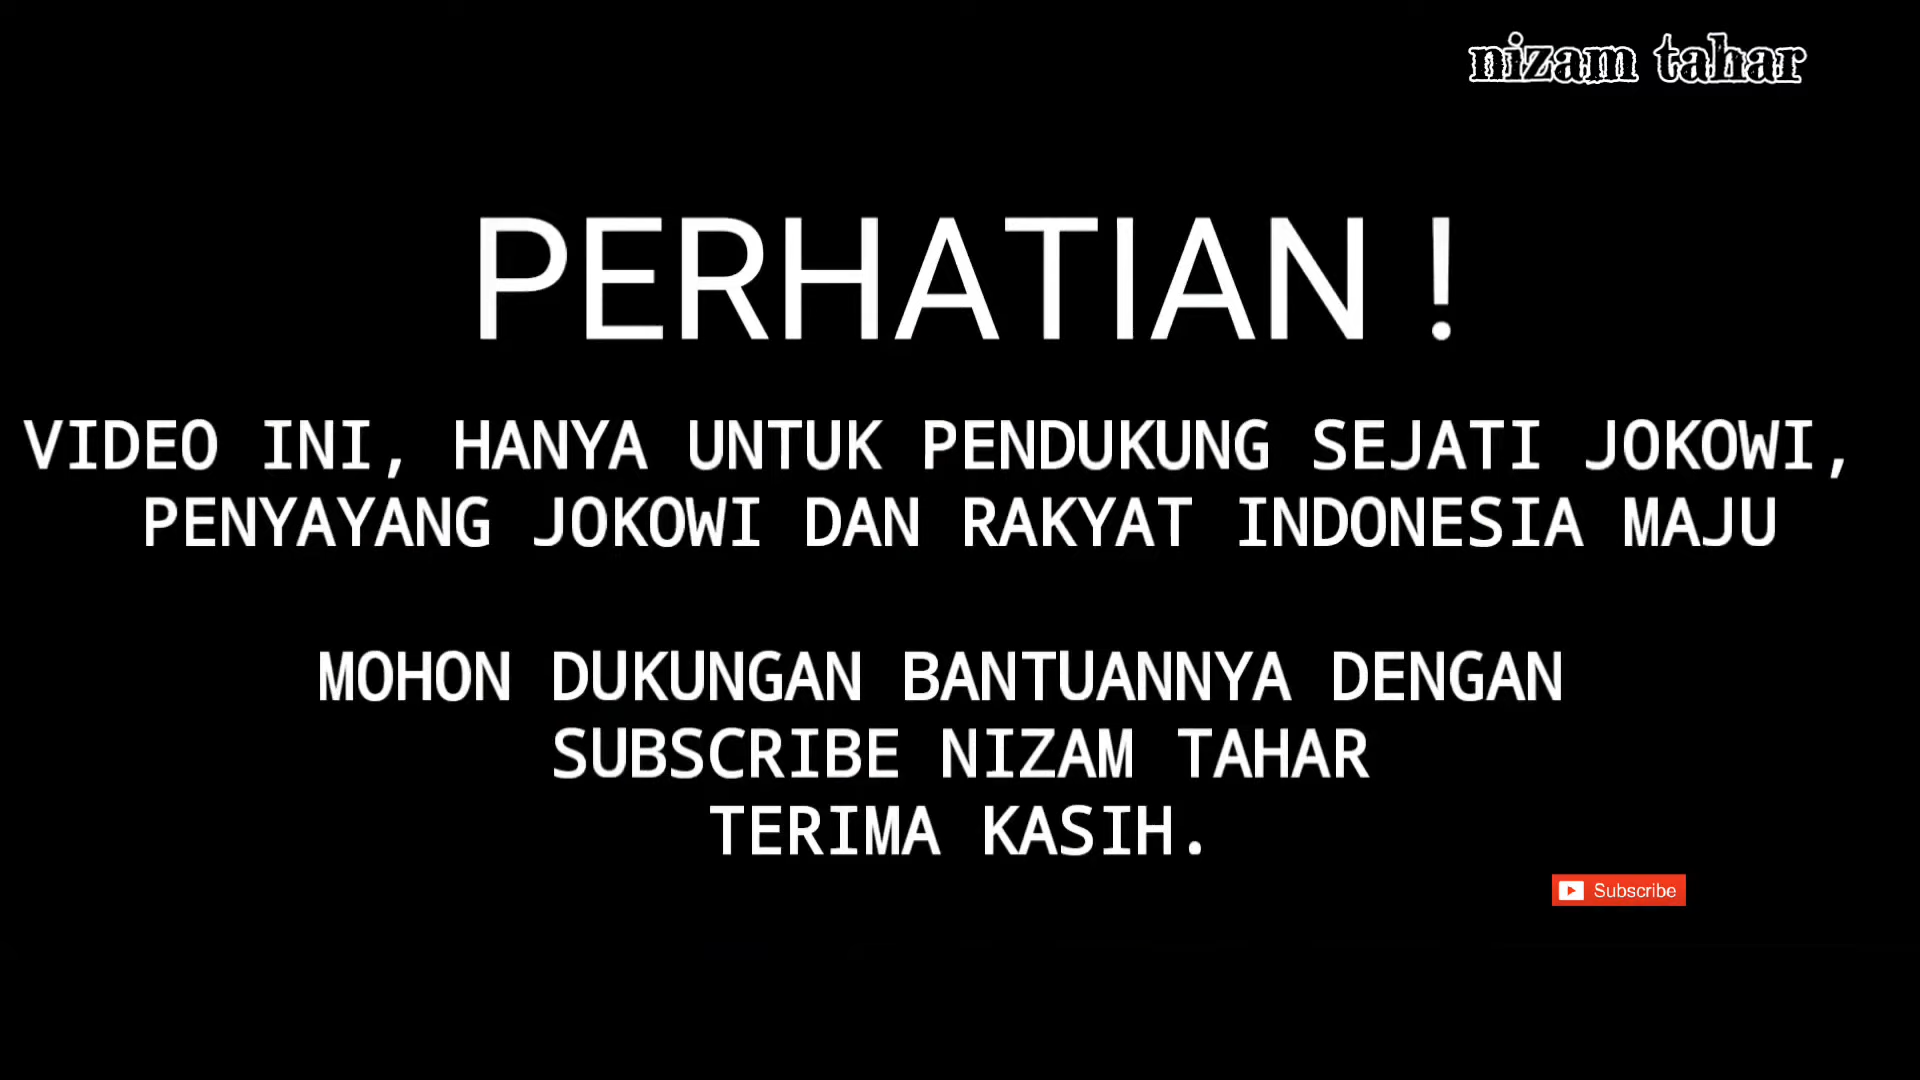 nizam tahar
PERHATIAN !
VIDEO INI, HANYA UNTUK PENDUKUNG SEJATI JOKOWI,
PENYAYANG JOKOWI DAN RAKYAT INDONESIA MAJU
MOHON DUKUNGAN BANTUANNYA DENGAN
SUBSCRIBE NIZAM TAHAR
TERIMA KASIH.
Subscribe